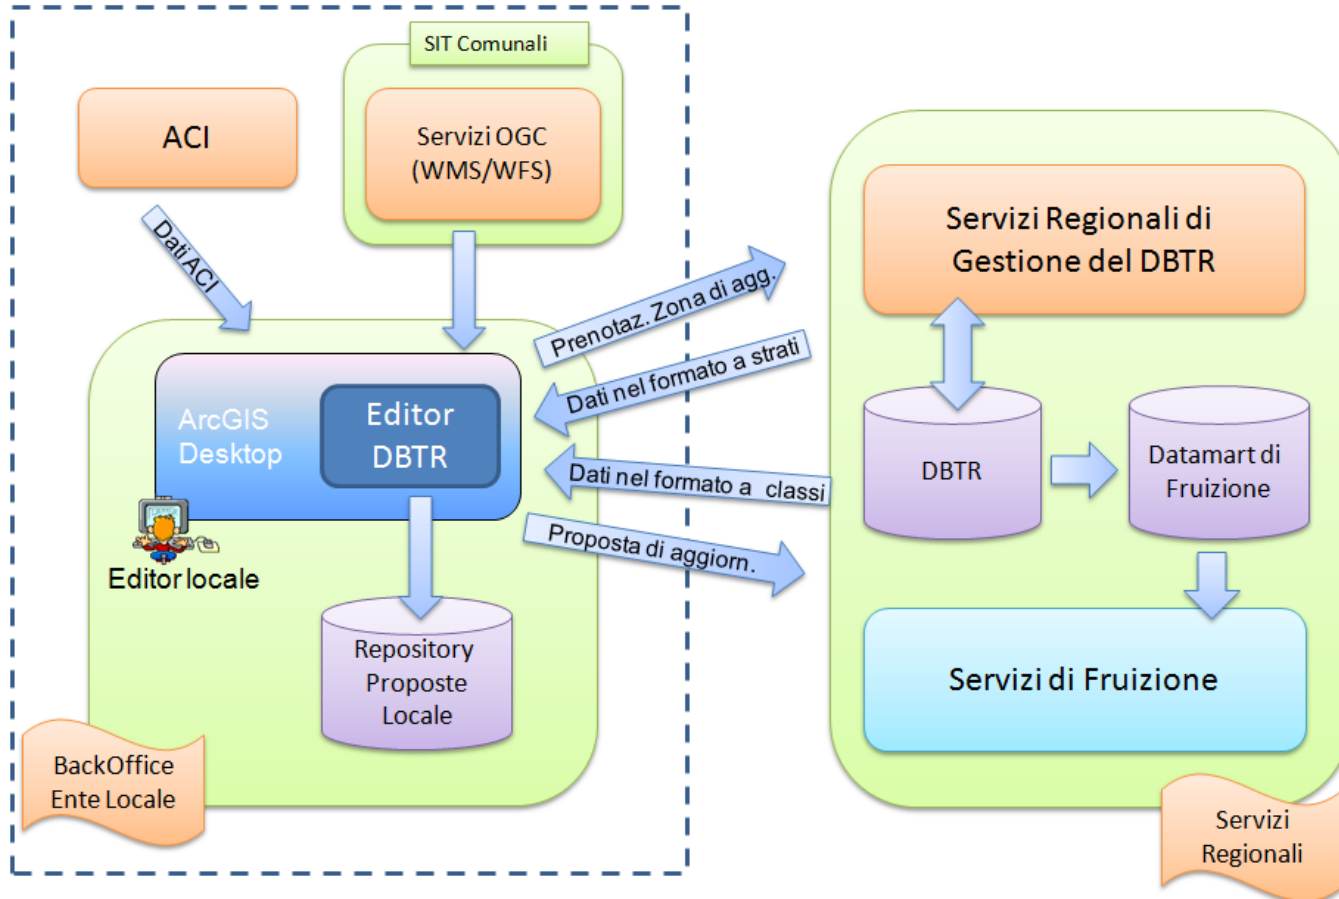 SIT Comunali
ACI
Servizi OGC
(WMS/WFS)
Dati ACI
Servizi Regionali di
Gestione del DBTR
Prenotaz. Zona di agg.
Dati nel formato a strati
ArcGIS
Desktop
Editor
DBTR
Dati nel formato a classi
DBTR
Datamart di
Fruizione
Proposta di aggiorn.
Editor locale
Repository
Proposte
Locale
Servizi di Fruizione
BackOffice
Ente Locale
Servizi
Regionali